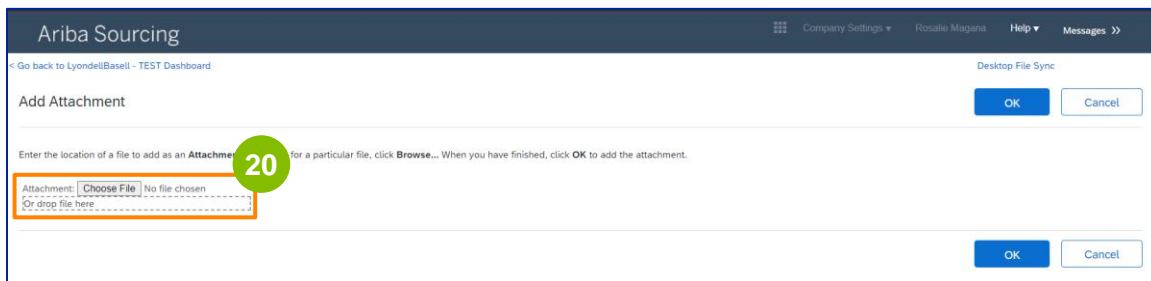 Ariba Sourcing
Company Settings ▾ Rosalie Magana Help ▾ Messages »
< Go back to LyondellBasell - TEST Dashboard Desktop File Sync
Add Attachment OK Cancel
Enter the location of a file to add as an Attachmen for a particular file, click Browse... When you have finished, click OK to add the attachment.
20
Attachment: Choose File No file chosen
Or drop file here
OK Cancel